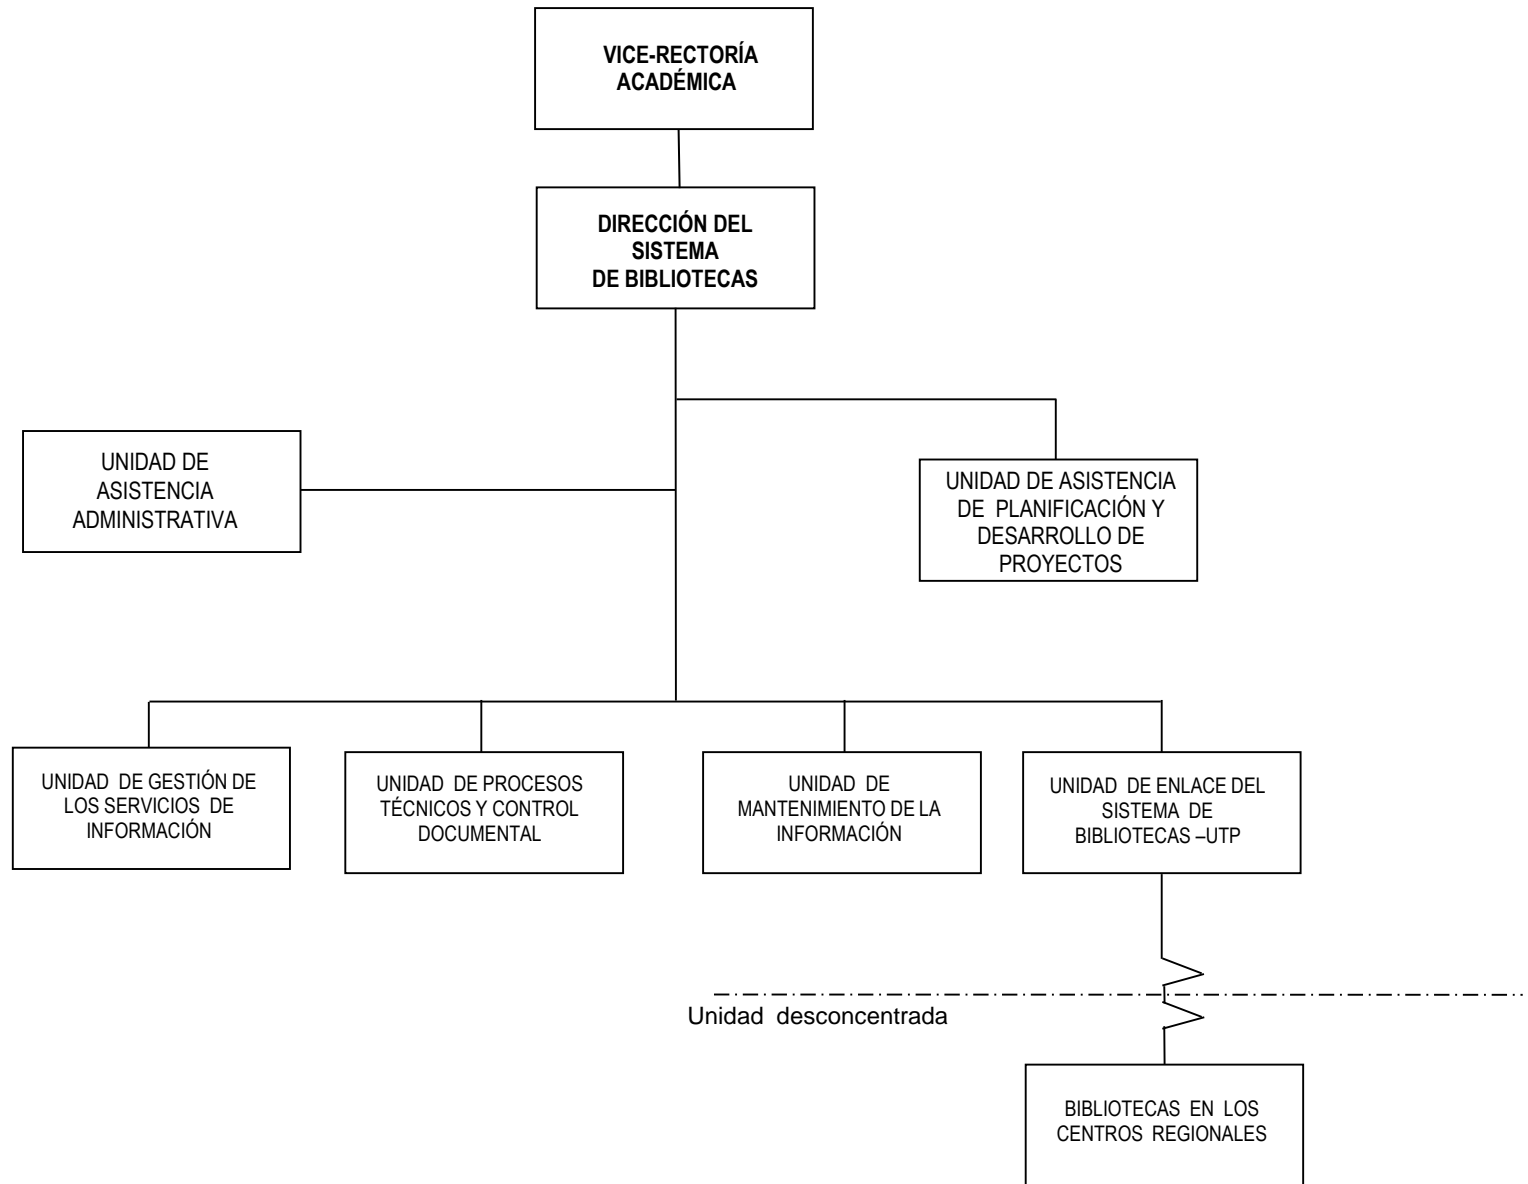 VICE-RECTORÍA
ACADÉMICA
DIRECCIÓN DEL
SISTEMA
DE BIBLIOTECAS
UNIDAD DE
ASISTENCIA
ADMINISTRATIVA
UNIDAD DE ASISTENCIA
DE PLANIFICACIÓN Y
DESARROLLO DE
PROYECTOS
UNIDAD DE GESTIÓN DE
LOS SERVICIOS DE
INFORMACIÓN
UNIDAD DE PROCESOS
TÉCNICOS Y CONTROL
DOCUMENTAL
UNIDAD DE
MANTENIMIENTO DE LA
INFORMACIÓN
UNIDAD DE ENLACE DEL
SISTEMA DE
BIBLIOTECAS –UTP
Unidad desconcentrada
BIBLIOTECAS EN LOS
CENTROS REGIONALES